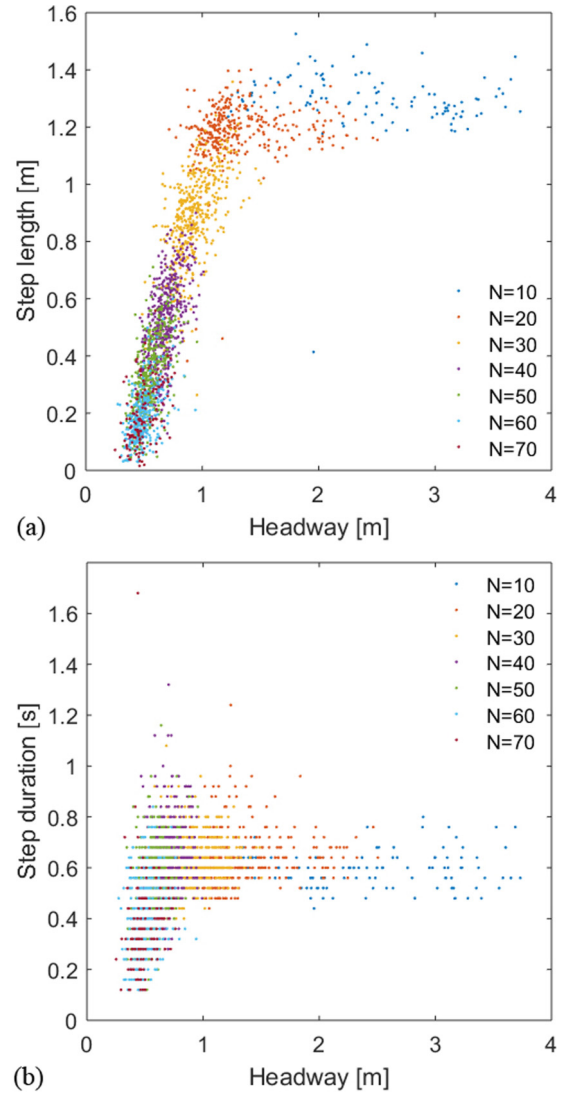 1.6
1.4
1.2
1
0.8
0.6
0.4
0.2
0
Step length [m]
N=10
N=20
N=30
N=40
N=50
N=60
N=70
0 1 2 3 4
(a) Headway [m]
1.6
1.4
1.2
1
0.8
0.6
0.4
0.2
0
Step duration [s]
N=10
N=20
N=30
N=40
N=50
N=60
N=70
0 1 2 3 4
(b) Headway [m]